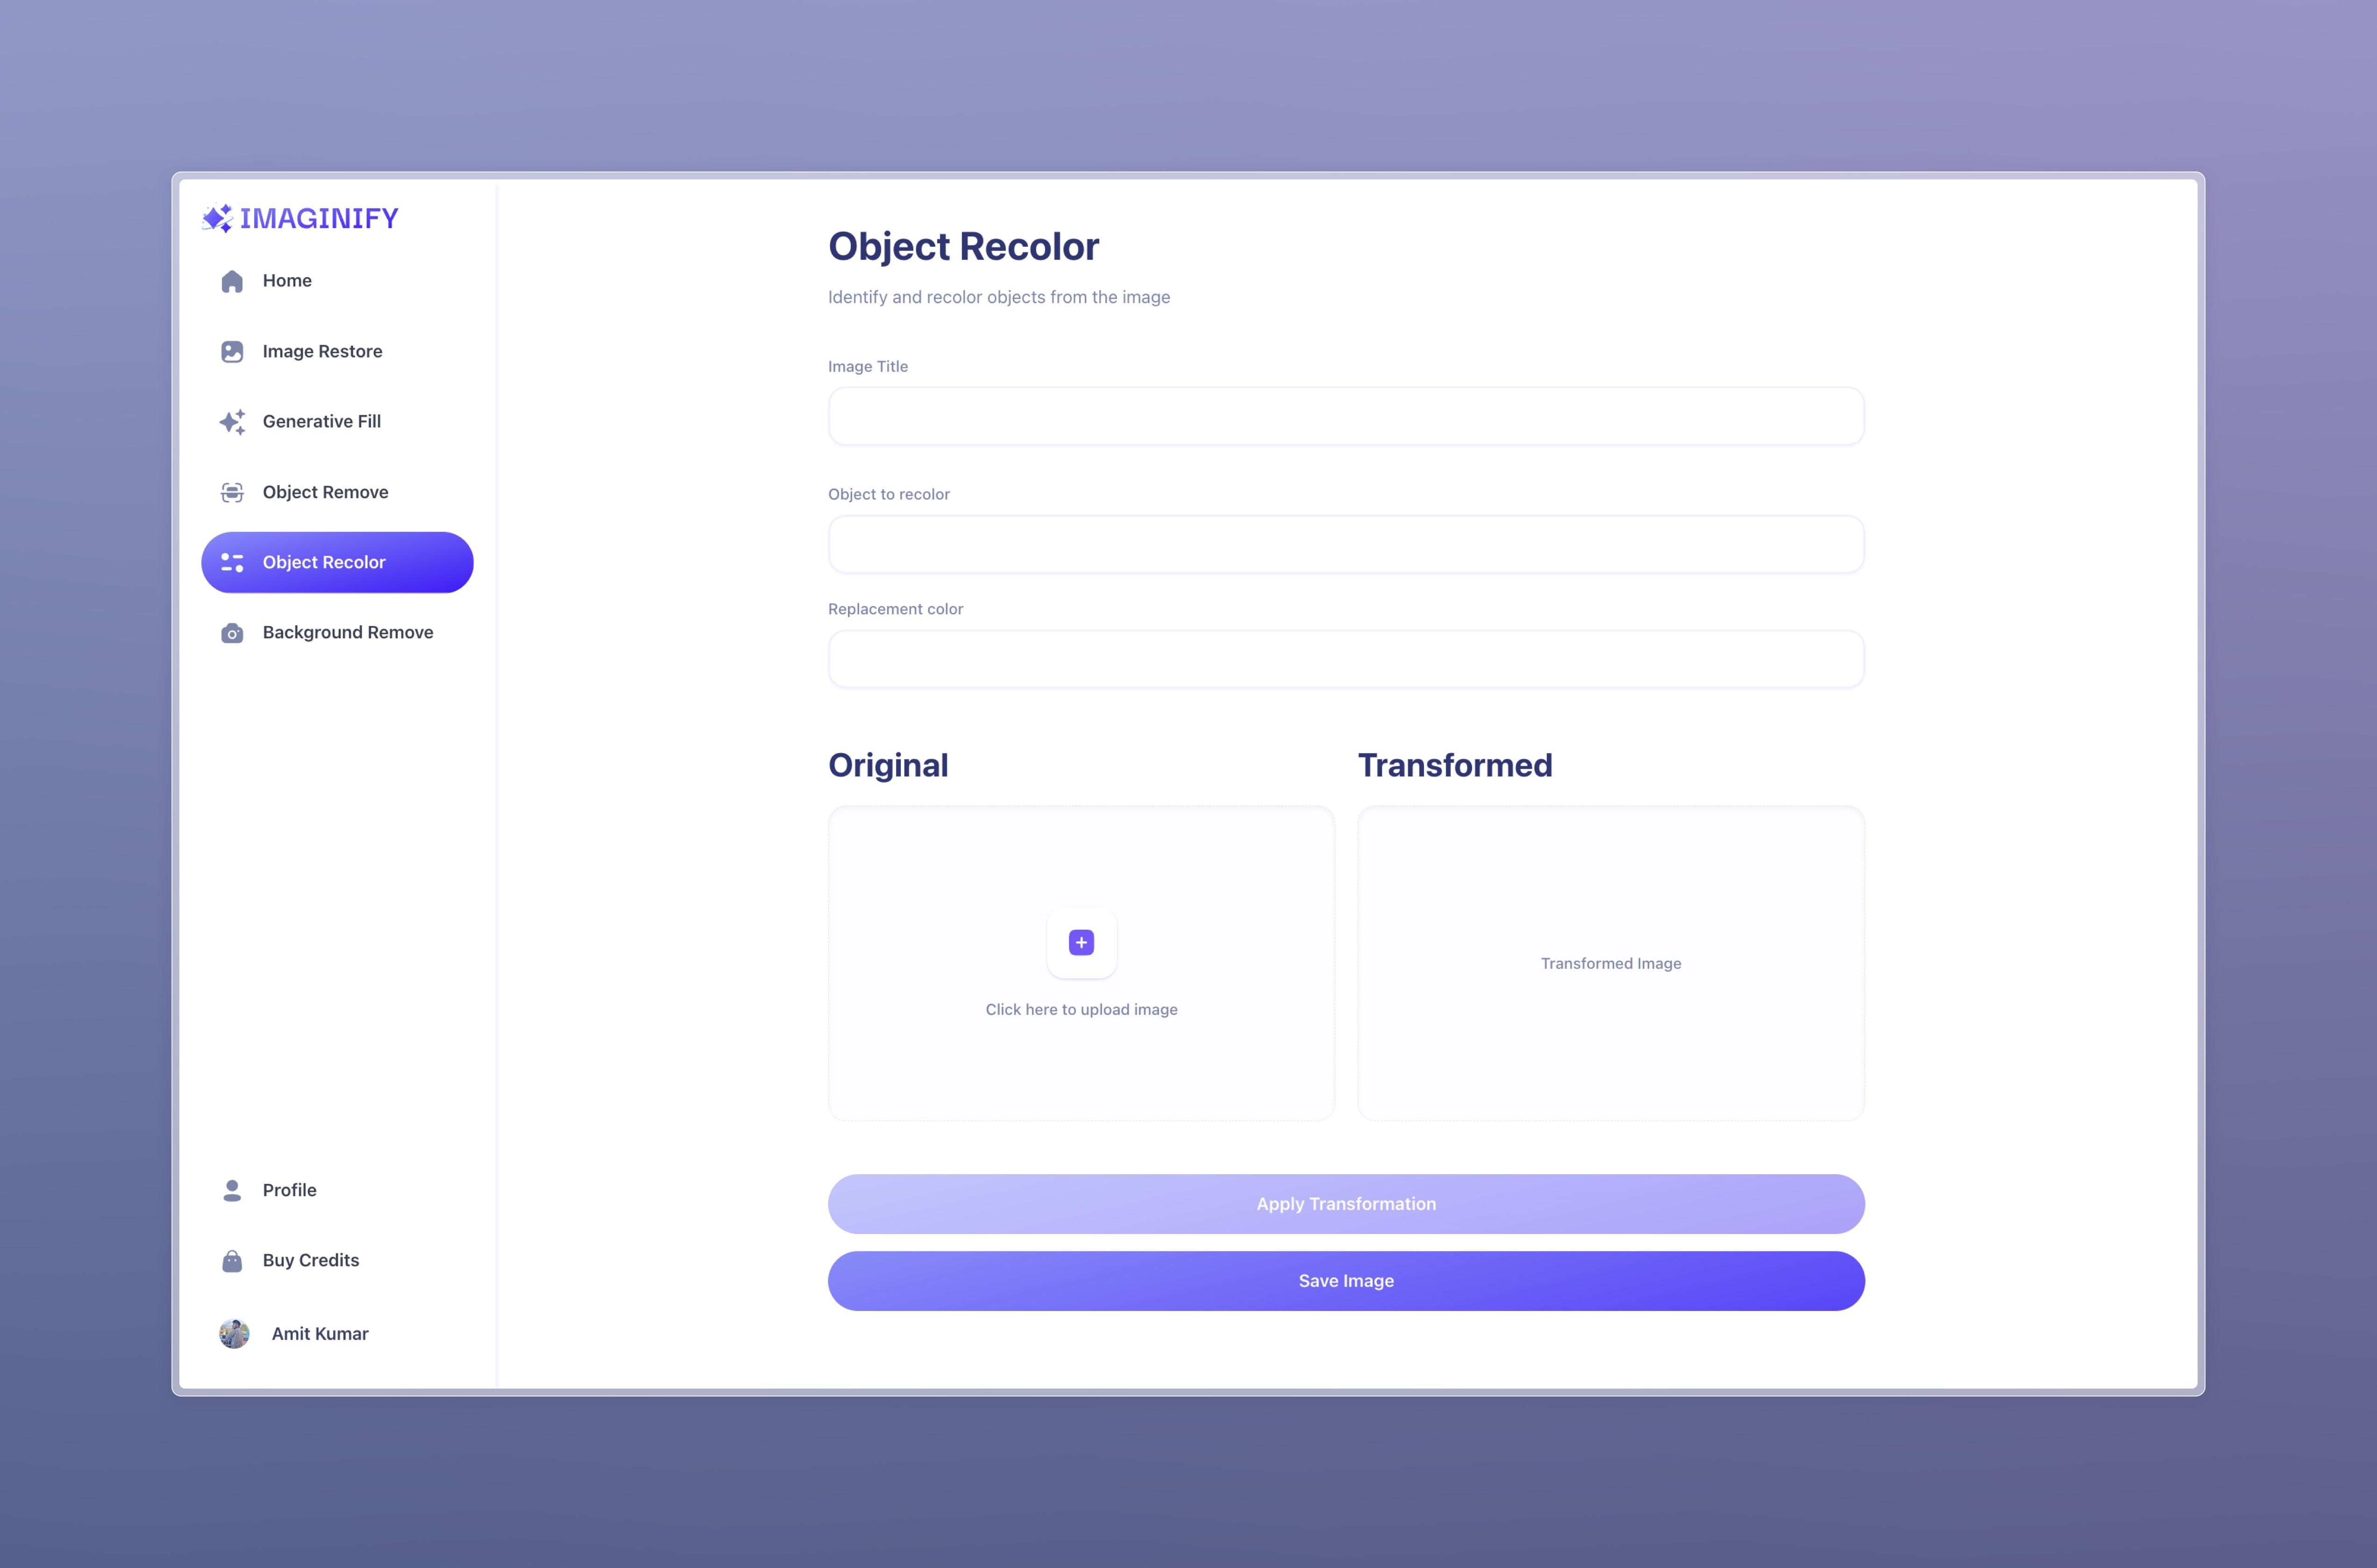 IMAGINIFY
Home
Image Restore
Generative Fill
Object Remove
Object Recolor
Background Remove
Profile
Buy Credits
Amit Kumar
Object Recolor
Identify and recolor objects from the image
Image Title
Object to recolor
Replacement color
Original
Transformed
Click here to upload image
Transformed Image
Apply Transformation
Save Image